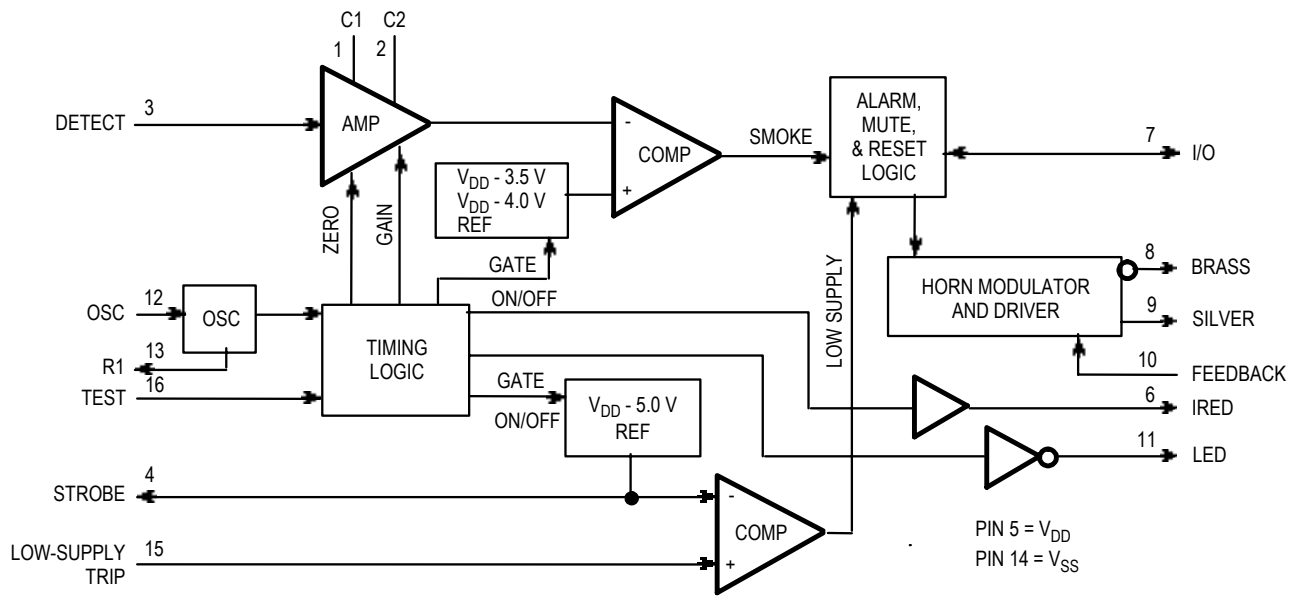 C1
C2
1
2
3
DETECT
AMP
-
COMP
+
SMOKE
ALARM,
MUTE,
& RESET
LOGIC
7
I/O
V_DD - 3.5 V
V_DD - 4.0 V
REF
ZERO
GAIN
GATE
ON/OFF
LOW SUPPLY
8
BRASS
HORN MODULATOR
AND DRIVER
9
SILVER
10
FEEDBACK
OSC
12
OSC
R1
13
TEST
16
TIMING
LOGIC
GATE
ON/OFF
V_DD - 5.0 V
REF
6
IRED
11
LED
STROBE
4
-
COMP
+
LOW-SUPPLY
TRIP
15
PIN 5 = V_DD
PIN 14 = V_SS